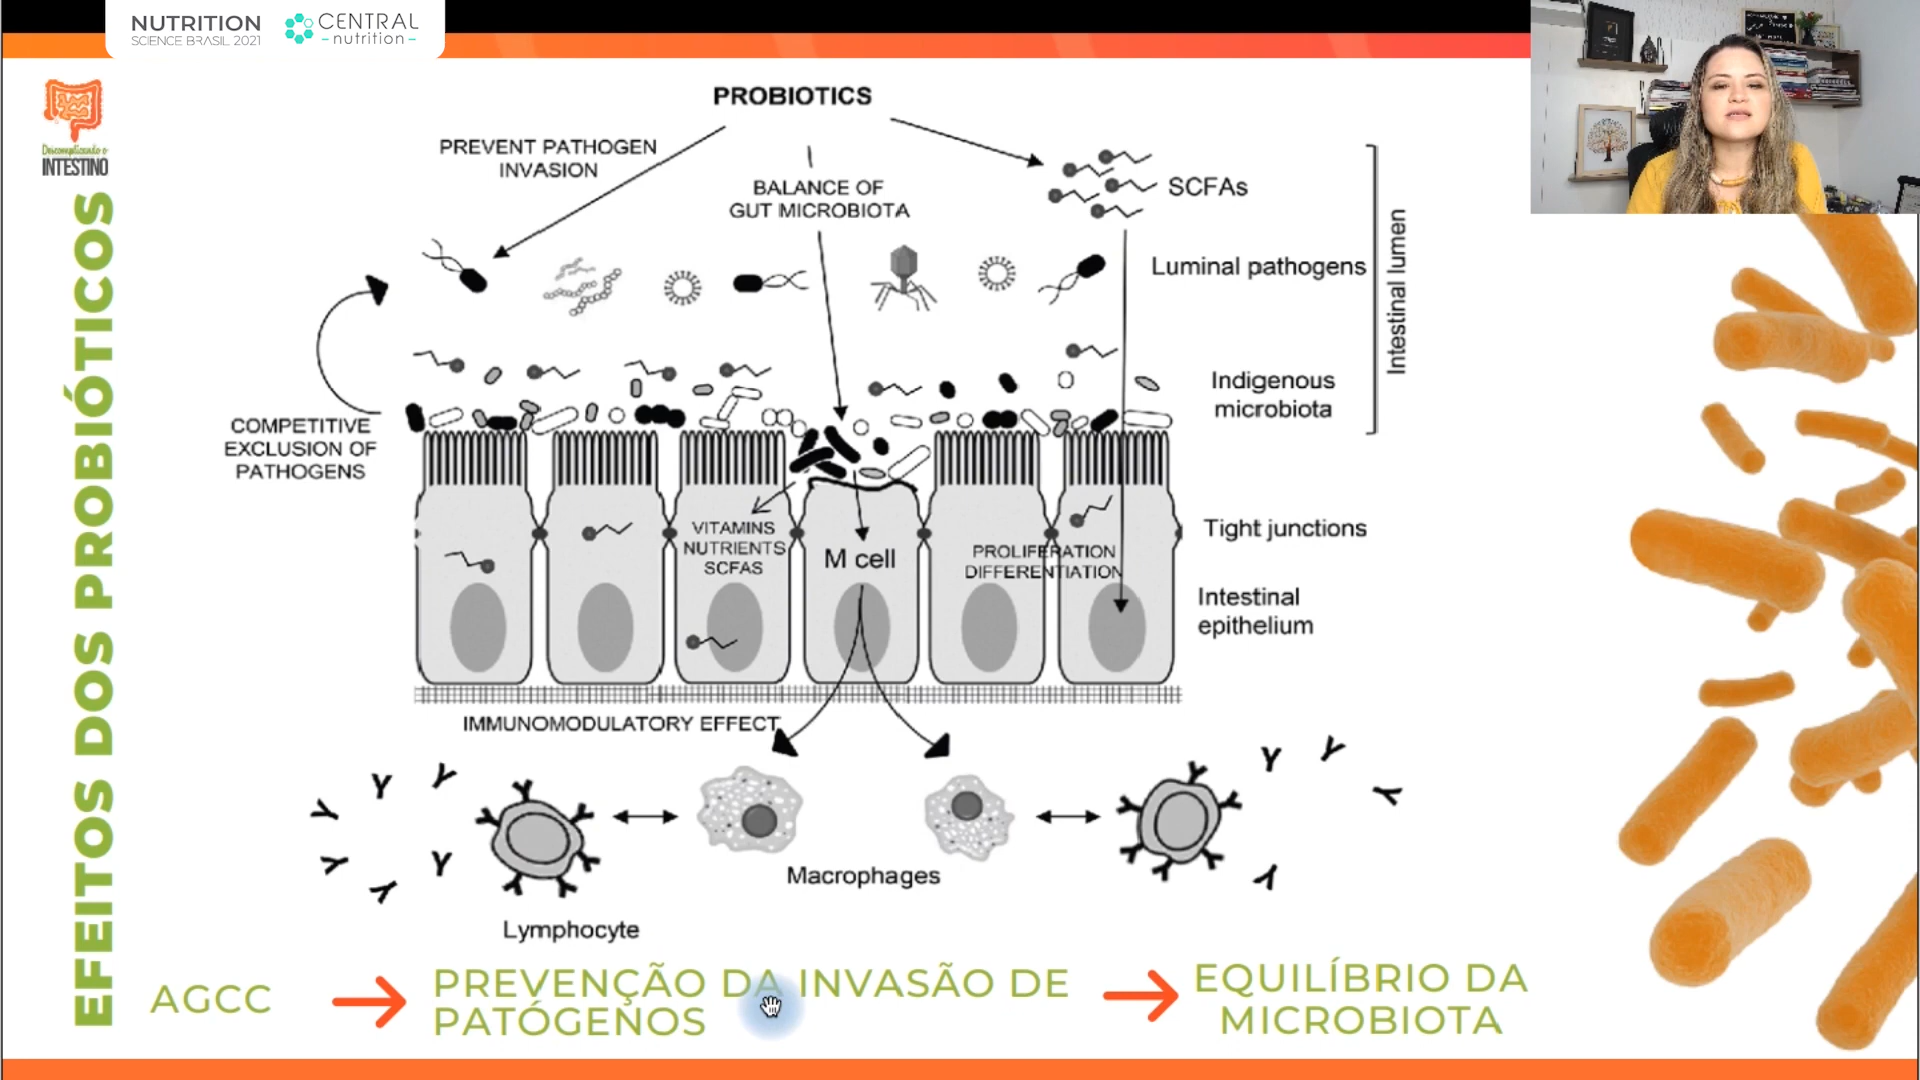 NUTRITION
SCIENCE BRASIL 2021
CENTRAL
nutrition
Descomplicando o
INTESTINO
EFEITOS DOS PROBIÓTICOS
PROBIOTICS
PREVENT PATHOGEN
INVASION
BALANCE OF
GUT MICROBIOTA
SCFAs
Luminal pathogens
Intestinal lumen
Indigenous
microbiota
COMPETITIVE
EXCLUSION OF
PATHOGENS
VITAMINS
NUTRIENTS
SCFAS
M cell
PROLIFERATION
DIFFERENTIATION
Tight junctions
Intestinal
epithelium
IMMUNOMODULATORY EFFECT
Macrophages
Lymphocyte
AGCC
PREVENÇÃO DA INVASÃO DE
PATÓGENOS
EQUILÍBRIO DA
MICROBIOTA